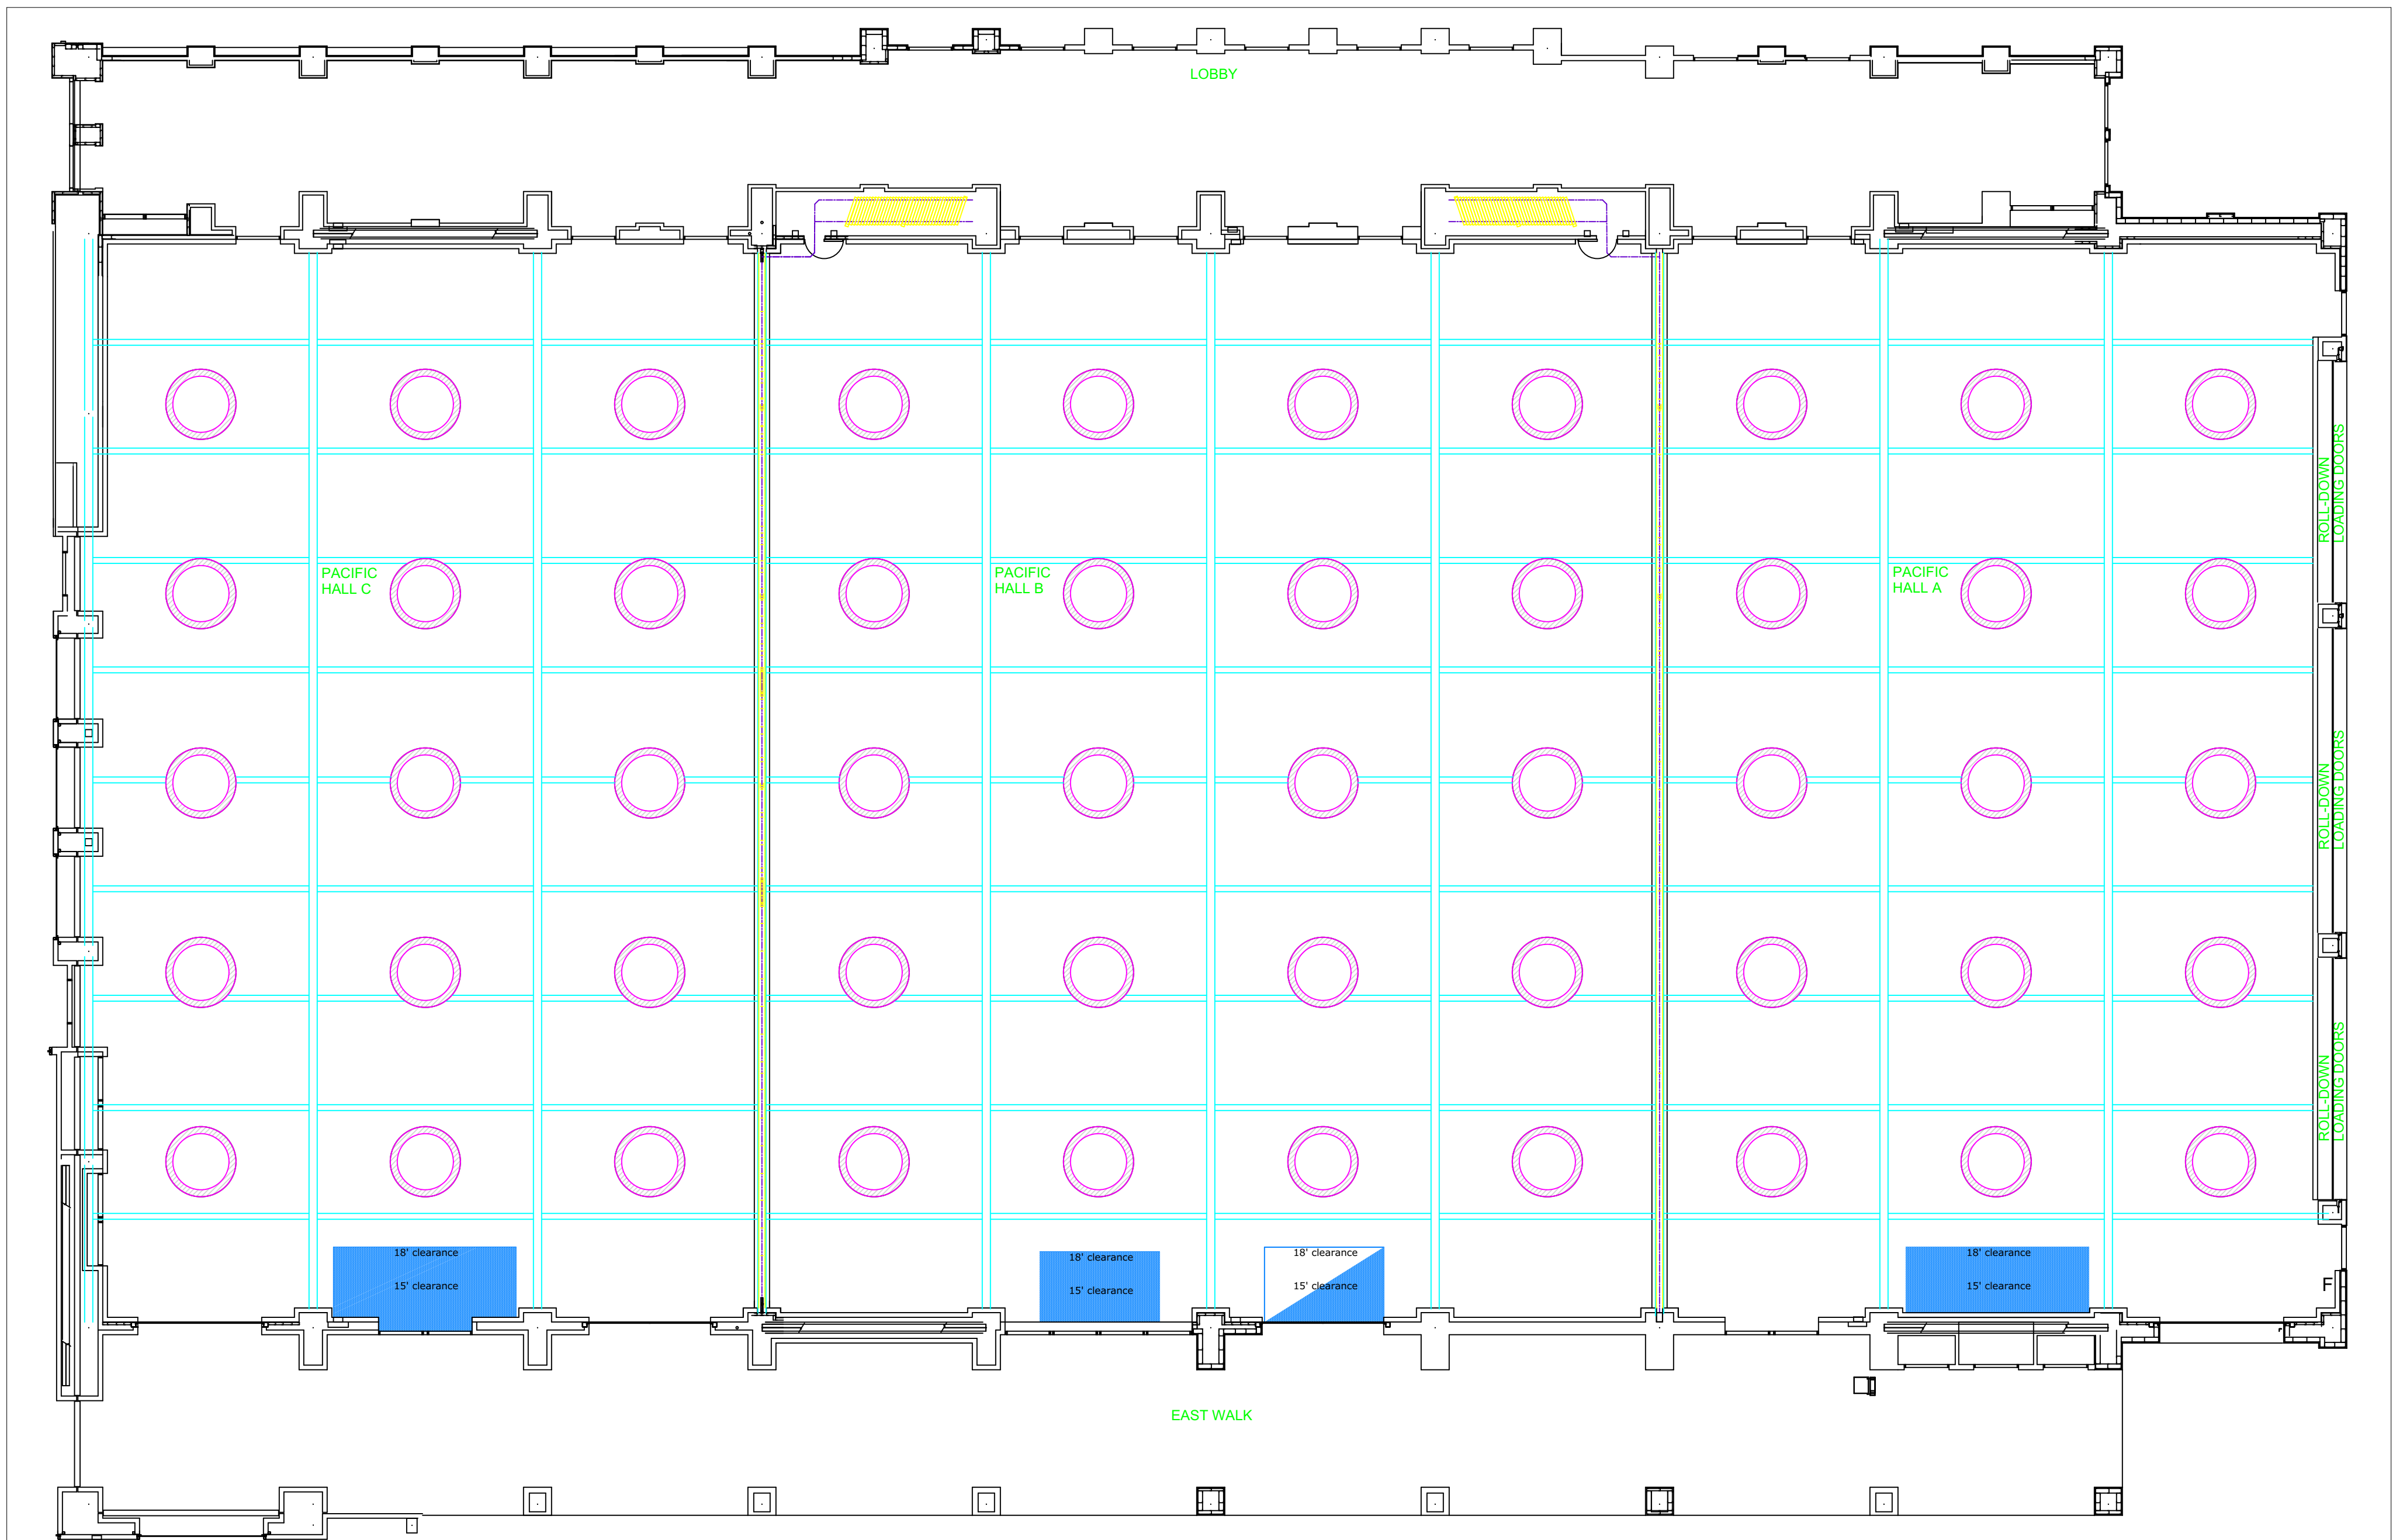 LOBBY
ROLL-DOWN
LOADING DOORS
PACIFIC
HALL C
PACIFIC
HALL B
PACIFIC
HALL A
ROLL-DOWN
LOADING DOORS
ROLL-DOWN
LOADING DOORS
18' clearance
15' clearance
18' clearance
15' clearance
18' clearance
15' clearance
18' clearance
15' clearance
F
EAST WALK